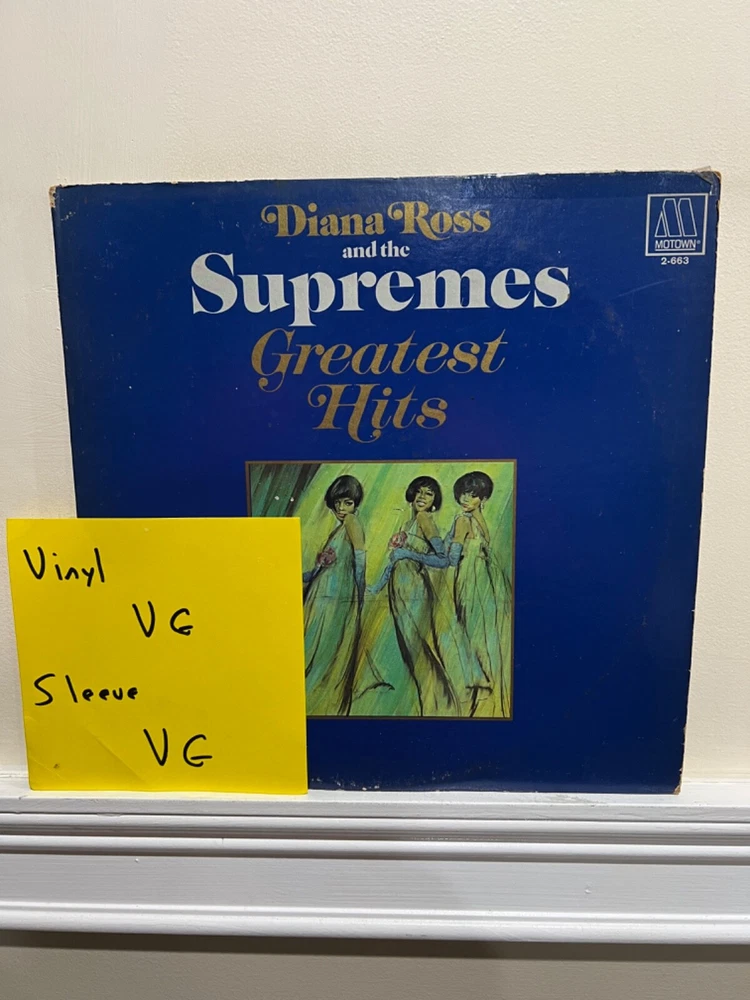 Diana Ross
and the
Supremes
Greatest
Hits
MOTOWN®
2-663
Vinyl
VG
Sleeve
VG